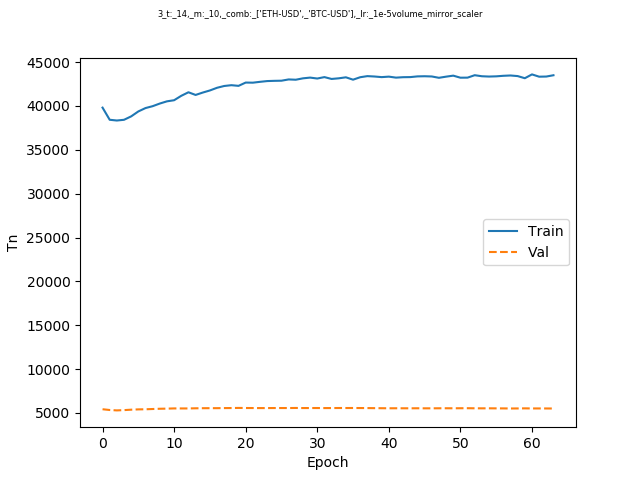 3_t:_14,_m:_10,_comb:_['ETH-USD',_'BTC-USD'],_lr:_1e-5volume_mirror_scaler
45000
40000
35000
30000
25000
20000
15000
10000
5000
Tn
Train
Val
0 10 20 30 40 50 60
Epoch